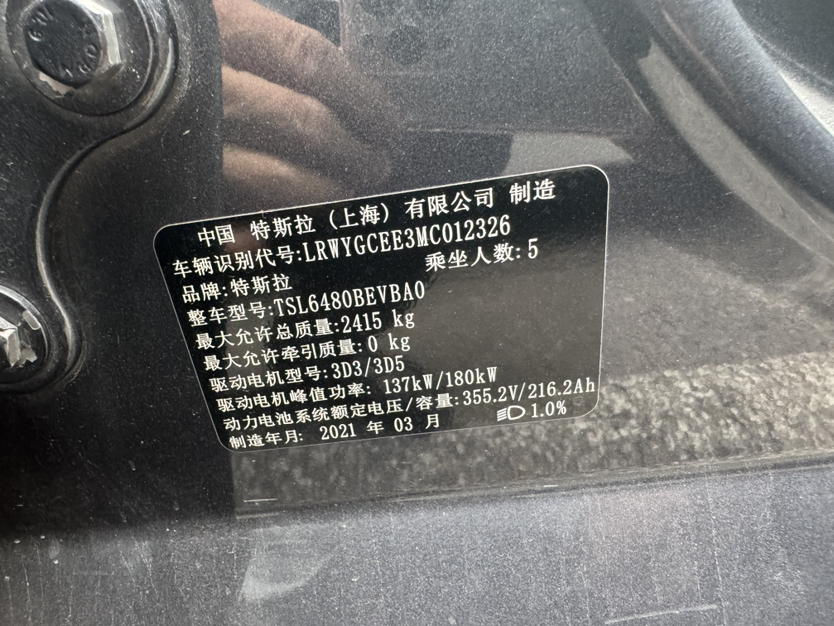 中国 特斯拉 (上海) 有限公司 制造
车辆识别代号:LRWYGCEE3MC012326
品牌:特斯拉 乘坐人数:5
整车型号:TSL6480BEVBA0
最大允许总质量:2415 kg
最大允许牵引质量:0 kg
驱动电机型号:3D3/3D5
驱动电机峰值功率: 137kW/180kW
动力电池系统额定电压/容量:355.2V/216.2Ah
制造年月: 2021 年 03 月 1.0%